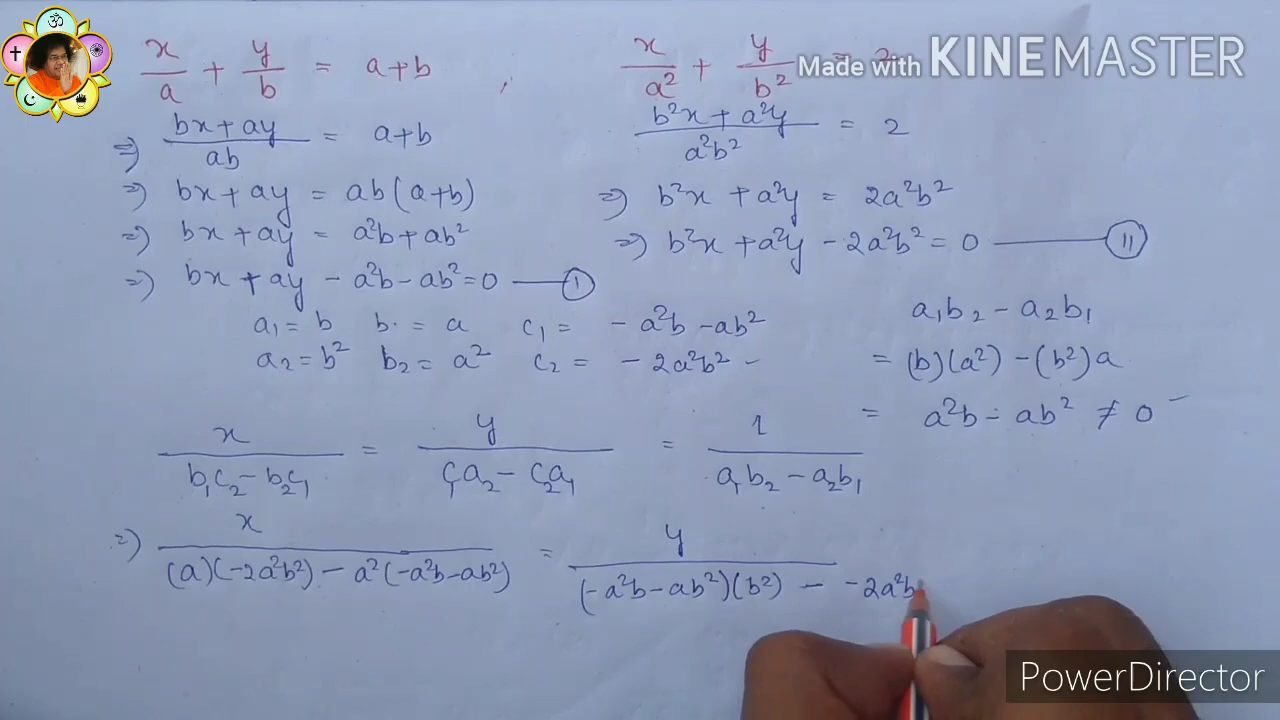 x/a + y/b = a+b , x/a² + y/b² = 2
Made with KINEMASTER
⇒ (bx+ay)/ab = a+b (b²x+a²y)/a²b² = 2
⇒ bx+ay = ab(a+b) ⇒ b²x+a²y = 2a²b²
⇒ bx+ay = a²b+ab² ⇒ b²x+a²y-2a²b²=0 — (II)
⇒ bx+ay-a²b-ab²=0 — (I)
a₁=b b₁=a c₁= -a²b-ab² a₁b₂-a₂b₁
a₂=b² b₂=a² c₂= -2a²b² = (b)(a²)-(b²)a
= a²b-ab² ≠ 0
x/(b₁c₂-b₂c₁) = y/(c₁a₂-c₂a₁) = 1/(a₁b₂-a₂b₁)
⇒ x/((a)(-2a²b²)-a²(-a²b-ab²)) = y/((-a²b-ab²)(b²) - -2a²b
PowerDirector